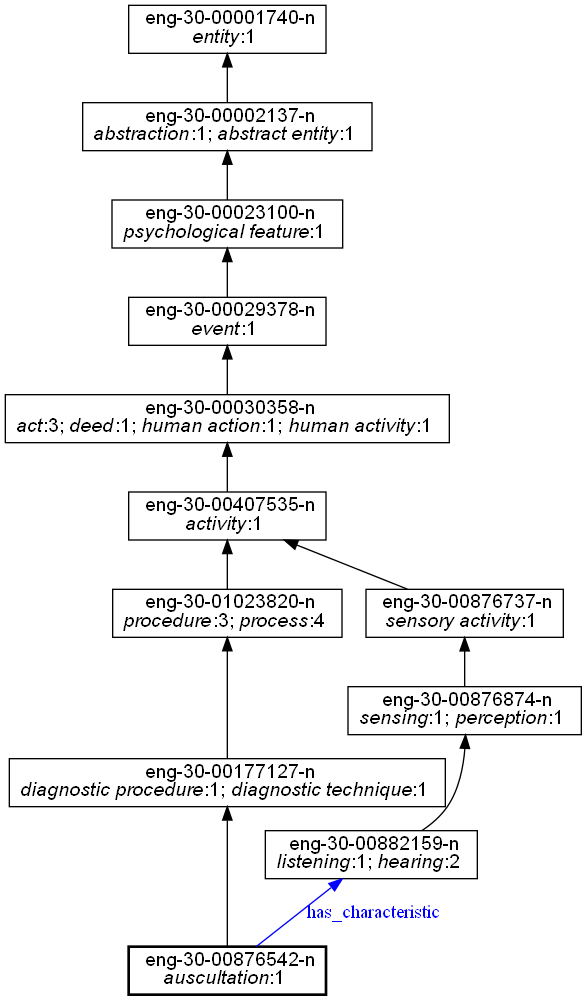 eng-30-00001740-n
entity:1
eng-30-00002137-n
abstraction:1; abstract entity:1
eng-30-00023100-n
psychological feature:1
eng-30-00029378-n
event:1
eng-30-00030358-n
act:3; deed:1; human action:1; human activity:1
eng-30-00407535-n
activity:1
eng-30-01023820-n
procedure:3; process:4
eng-30-00876737-n
sensory activity:1
eng-30-00876874-n
sensing:1; perception:1
eng-30-00177127-n
diagnostic procedure:1; diagnostic technique:1
eng-30-00882159-n
listening:1; hearing:2
has_characteristic
eng-30-00876542-n
auscultation:1